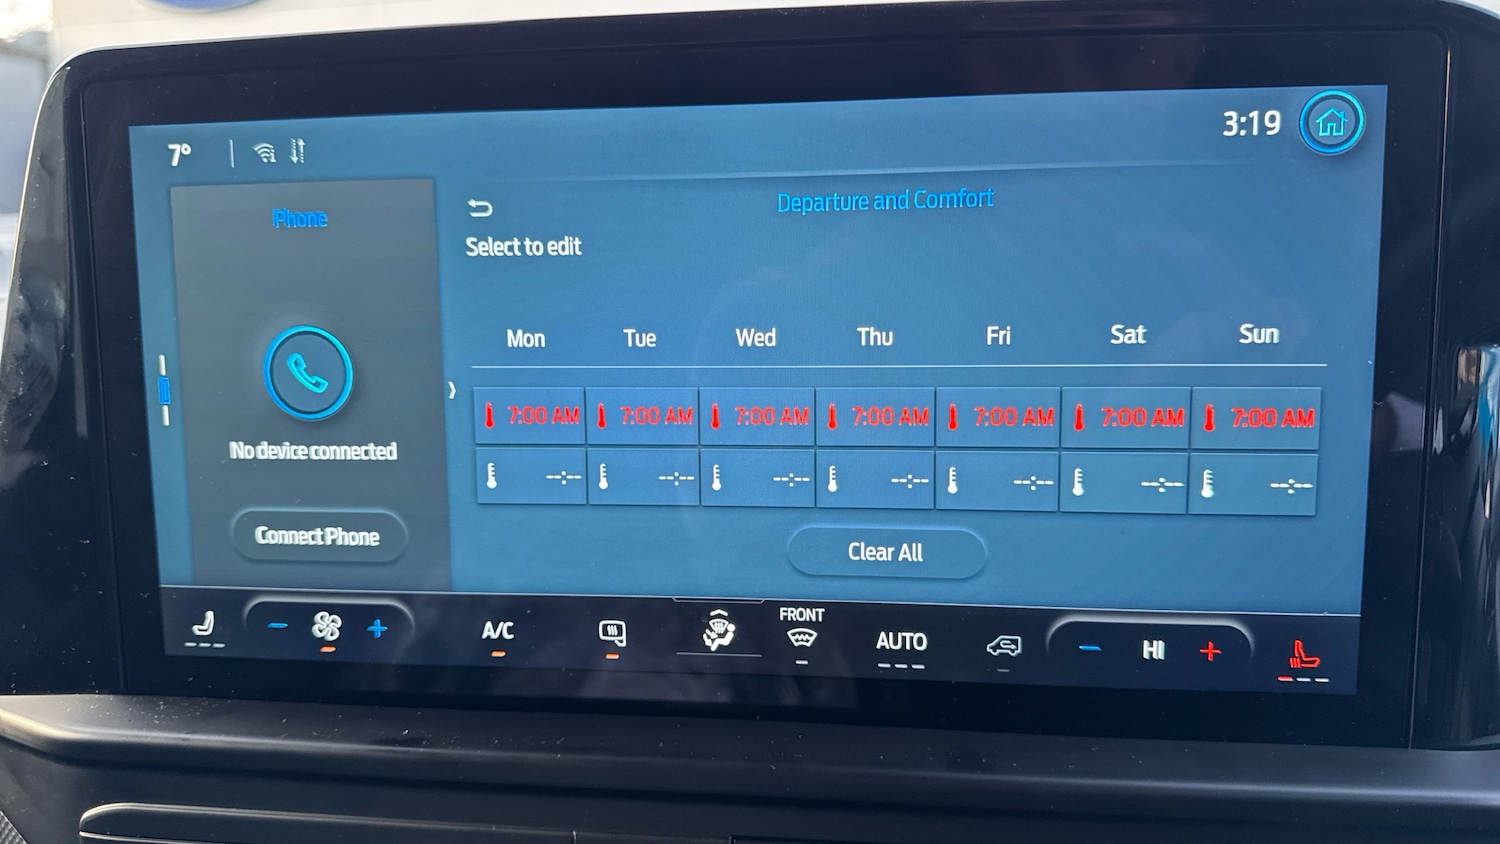 7°
3:19
Phone
Departure and Comfort
Select to edit
Mon Tue Wed Thu Fri Sat Sun
7:00 AM 7:00 AM 7:00 AM 7:00 AM 7:00 AM 7:00 AM 7:00 AM
--:-- --:-- --:-- --:-- --:-- --:-- --:--
No device connected
Connect Phone
Clear All
A/C
FRONT
AUTO
HI